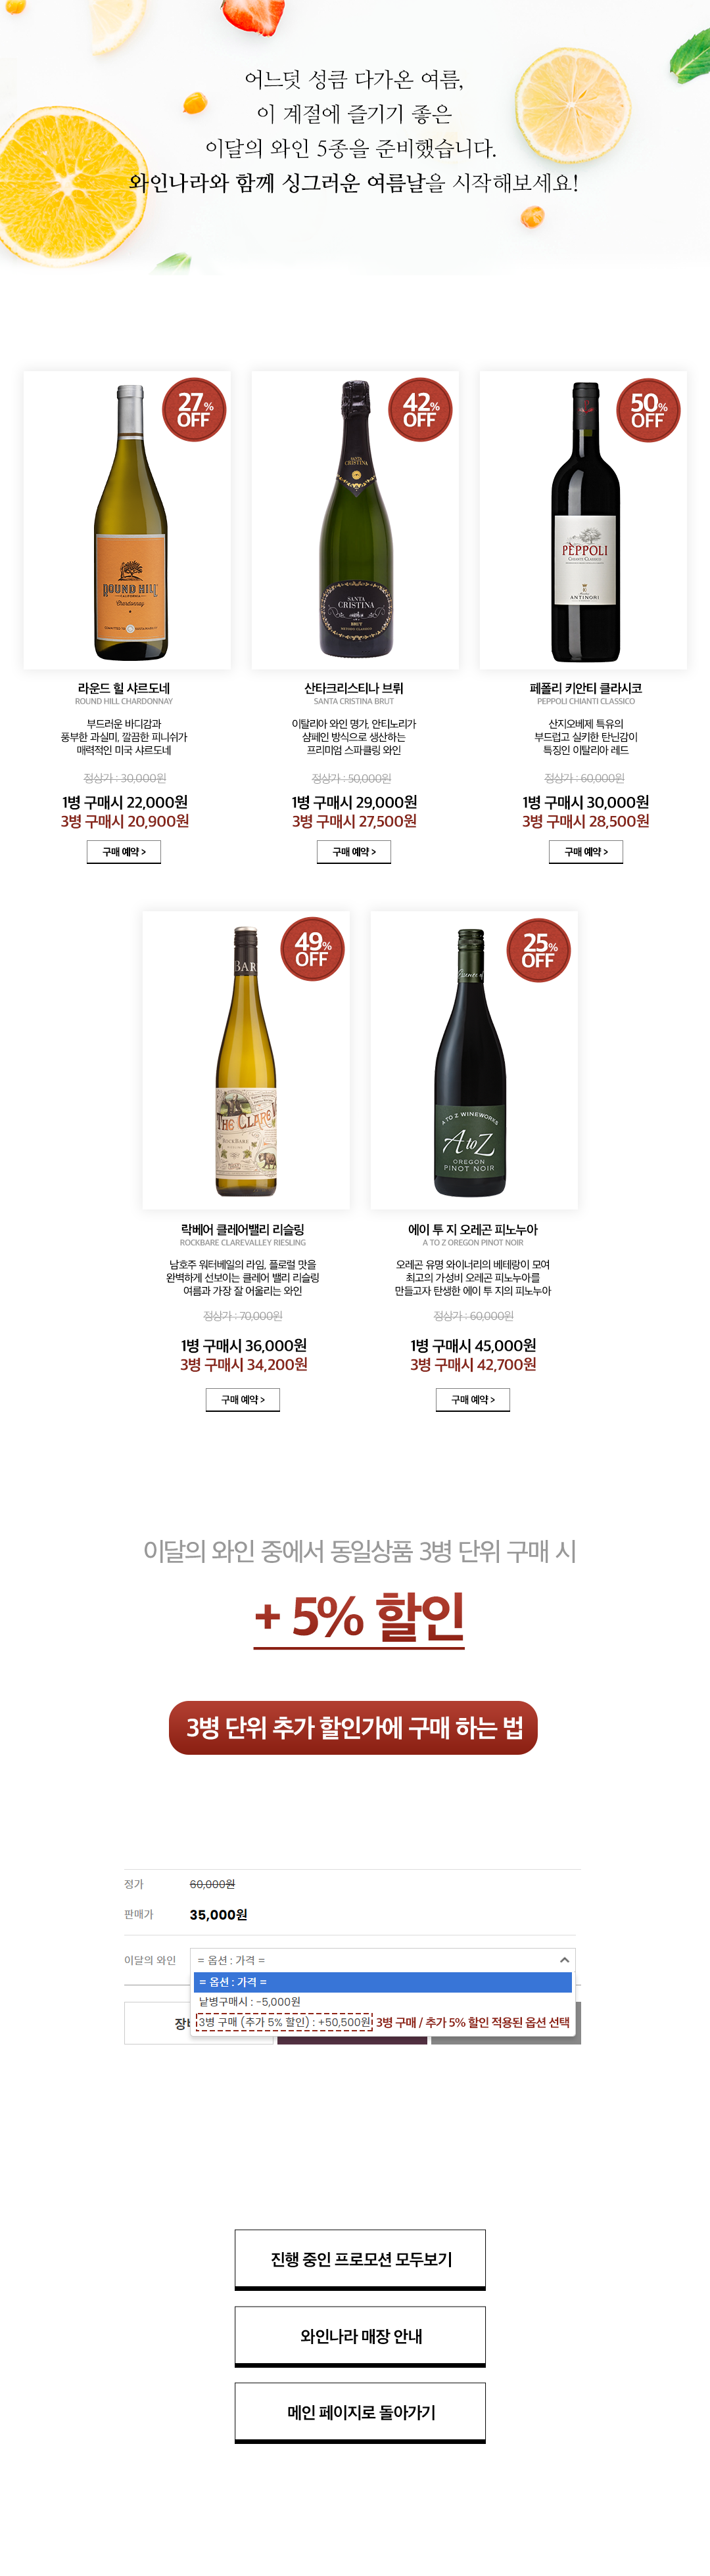 어느덧 성큼 다가온 여름,
이 계절에 즐기기 좋은
이달의 와인 5종을 준비했습니다.
와인나라와 함께 싱그러운 여름날을 시작해보세요!
27%
OFF
42%
OFF
50%
OFF
ROUND HILL
CALIFORNIA
Chardonnay
SANTA
CRISTINA
SANTA
CRISTINA
BRUT
PÈPPOLI
CHIANTI CLASSICO
ANTINORI
라운드 힐 샤르도네
ROUND HILL CHARDONNAY
부드러운 바디감과
풍부한 과실미, 깔끔한 피니쉬가
매력적인 미국 샤르도네
정상가 : 30,000원
1병 구매시 22,000원
3병 구매시 20,900원
구매 예약 >
산타크리스티나 브뤼
SANTA CRISTINA BRUT
이탈리아 와인 명가, 안티노리가
샴페인 방식으로 생산하는
프리미엄 스파클링 와인
정상가 : 50,000원
1병 구매시 29,000원
3병 구매시 27,500원
구매 예약 >
페폴리 키안티 클라시코
PEPPOLI CHIANTI CLASSICO
산지오베제 특유의
부드럽고 실키한 탄닌감이
특징인 이탈리아 레드
정상가 : 60,000원
1병 구매시 30,000원
3병 구매시 28,500원
구매 예약 >
49%
OFF
25%
OFF
BAR
THE CLARE V
ROCKBARE
Essence of
A TO Z WINEWORKS
A to Z
OREGON
PINOT NOIR
락베어 클레어밸리 리슬링
ROCKBARE CLAREVALLEY RIESLING
남호주 워터베일의 라임, 플로럴 맛을
완벽하게 선보이는 클레어 밸리 리슬링
여름과 가장 잘 어울리는 와인
정상가 : 70,000원
1병 구매시 36,000원
3병 구매시 34,200원
구매 예약 >
에이 투 지 오레곤 피노누아
A TO Z OREGON PINOT NOIR
오레곤 유명 와이너리의 베테랑이 모여
최고의 가성비 오레곤 피노누아를
만들고자 탄생한 에이 투 지의 피노누아
정상가 : 60,000원
1병 구매시 45,000원
3병 구매시 42,700원
구매 예약 >
이달의 와인 중에서 동일상품 3병 단위 구매 시
+ 5% 할인
3병 단위 추가 할인가에 구매 하는 법
정가 60,000원
판매가 35,000원
이달의 와인 = 옵션 : 가격 =
= 옵션 : 가격 =
낱병구매시 : -5,000원
3병 구매 (추가 5% 할인) : +50,500원 3병 구매 / 추가 5% 할인 적용된 옵션 선택
진행 중인 프로모션 모두보기
와인나라 매장 안내
메인 페이지로 돌아가기